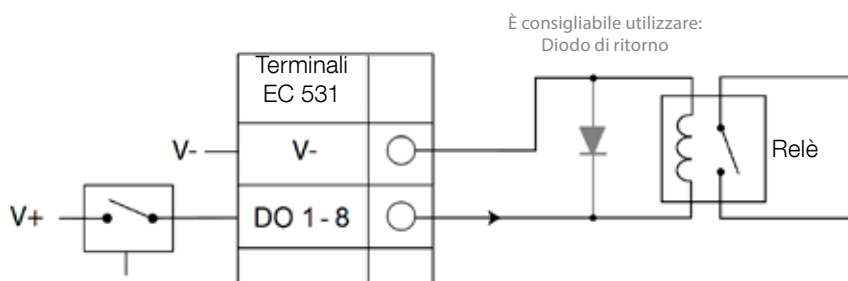 È consigliabile utilizzare:
Diodo di ritorno
Terminali
EC 531
V-
V-
Relè
V+
DO 1 - 8